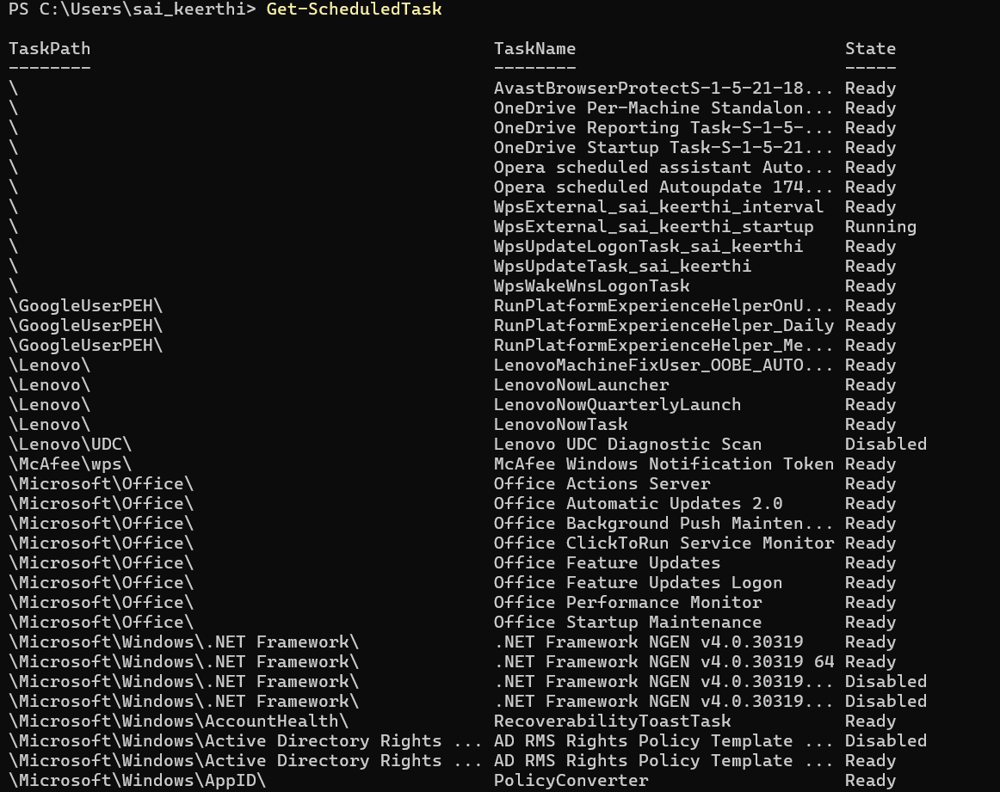 PS C:\Users\sai_keerthi> Get-ScheduledTask
TaskPath TaskName State
-------- -------- -----
\ AvastBrowserProtectS-1-5-21-18... Ready
\ OneDrive Per-Machine Standalon... Ready
\ OneDrive Reporting Task-S-1-5-... Ready
\ OneDrive Startup Task-S-1-5-21... Ready
\ Opera scheduled assistant Auto... Ready
\ Opera scheduled Autoupdate 174... Ready
\ WpsExternal_sai_keerthi_interval Ready
\ WpsExternal_sai_keerthi_startup Running
\ WpsUpdateLogonTask_sai_keerthi Ready
\ WpsUpdateTask_sai_keerthi Ready
\ WpsWakeWnsLogonTask Ready
\GoogleUserPEH\ RunPlatformExperienceHelperOnU... Ready
\GoogleUserPEH\ RunPlatformExperienceHelper_Daily Ready
\GoogleUserPEH\ RunPlatformExperienceHelper_Me... Ready
\Lenovo\ LenovoMachineFixUser_OOBE_AUTO... Ready
\Lenovo\ LenovoNowLauncher Ready
\Lenovo\ LenovoNowQuarterlyLaunch Ready
\Lenovo\ LenovoNowTask Ready
\Lenovo\UDC\ Lenovo UDC Diagnostic Scan Disabled
\McAfee\wps\ McAfee Windows Notification Token Ready
\Microsoft\Office\ Office Actions Server Ready
\Microsoft\Office\ Office Automatic Updates 2.0 Ready
\Microsoft\Office\ Office Background Push Mainten... Ready
\Microsoft\Office\ Office ClickToRun Service Monitor Ready
\Microsoft\Office\ Office Feature Updates Ready
\Microsoft\Office\ Office Feature Updates Logon Ready
\Microsoft\Office\ Office Performance Monitor Ready
\Microsoft\Office\ Office Startup Maintenance Ready
\Microsoft\Windows\.NET Framework\ .NET Framework NGEN v4.0.30319 Ready
\Microsoft\Windows\.NET Framework\ .NET Framework NGEN v4.0.30319 64 Ready
\Microsoft\Windows\.NET Framework\ .NET Framework NGEN v4.0.30319... Disabled
\Microsoft\Windows\.NET Framework\ .NET Framework NGEN v4.0.30319... Disabled
\Microsoft\Windows\AccountHealth\ RecoverabilityToastTask Ready
\Microsoft\Windows\Active Directory Rights ... AD RMS Rights Policy Template ... Disabled
\Microsoft\Windows\Active Directory Rights ... AD RMS Rights Policy Template ... Ready
\Microsoft\Windows\AppID\ PolicyConverter Ready